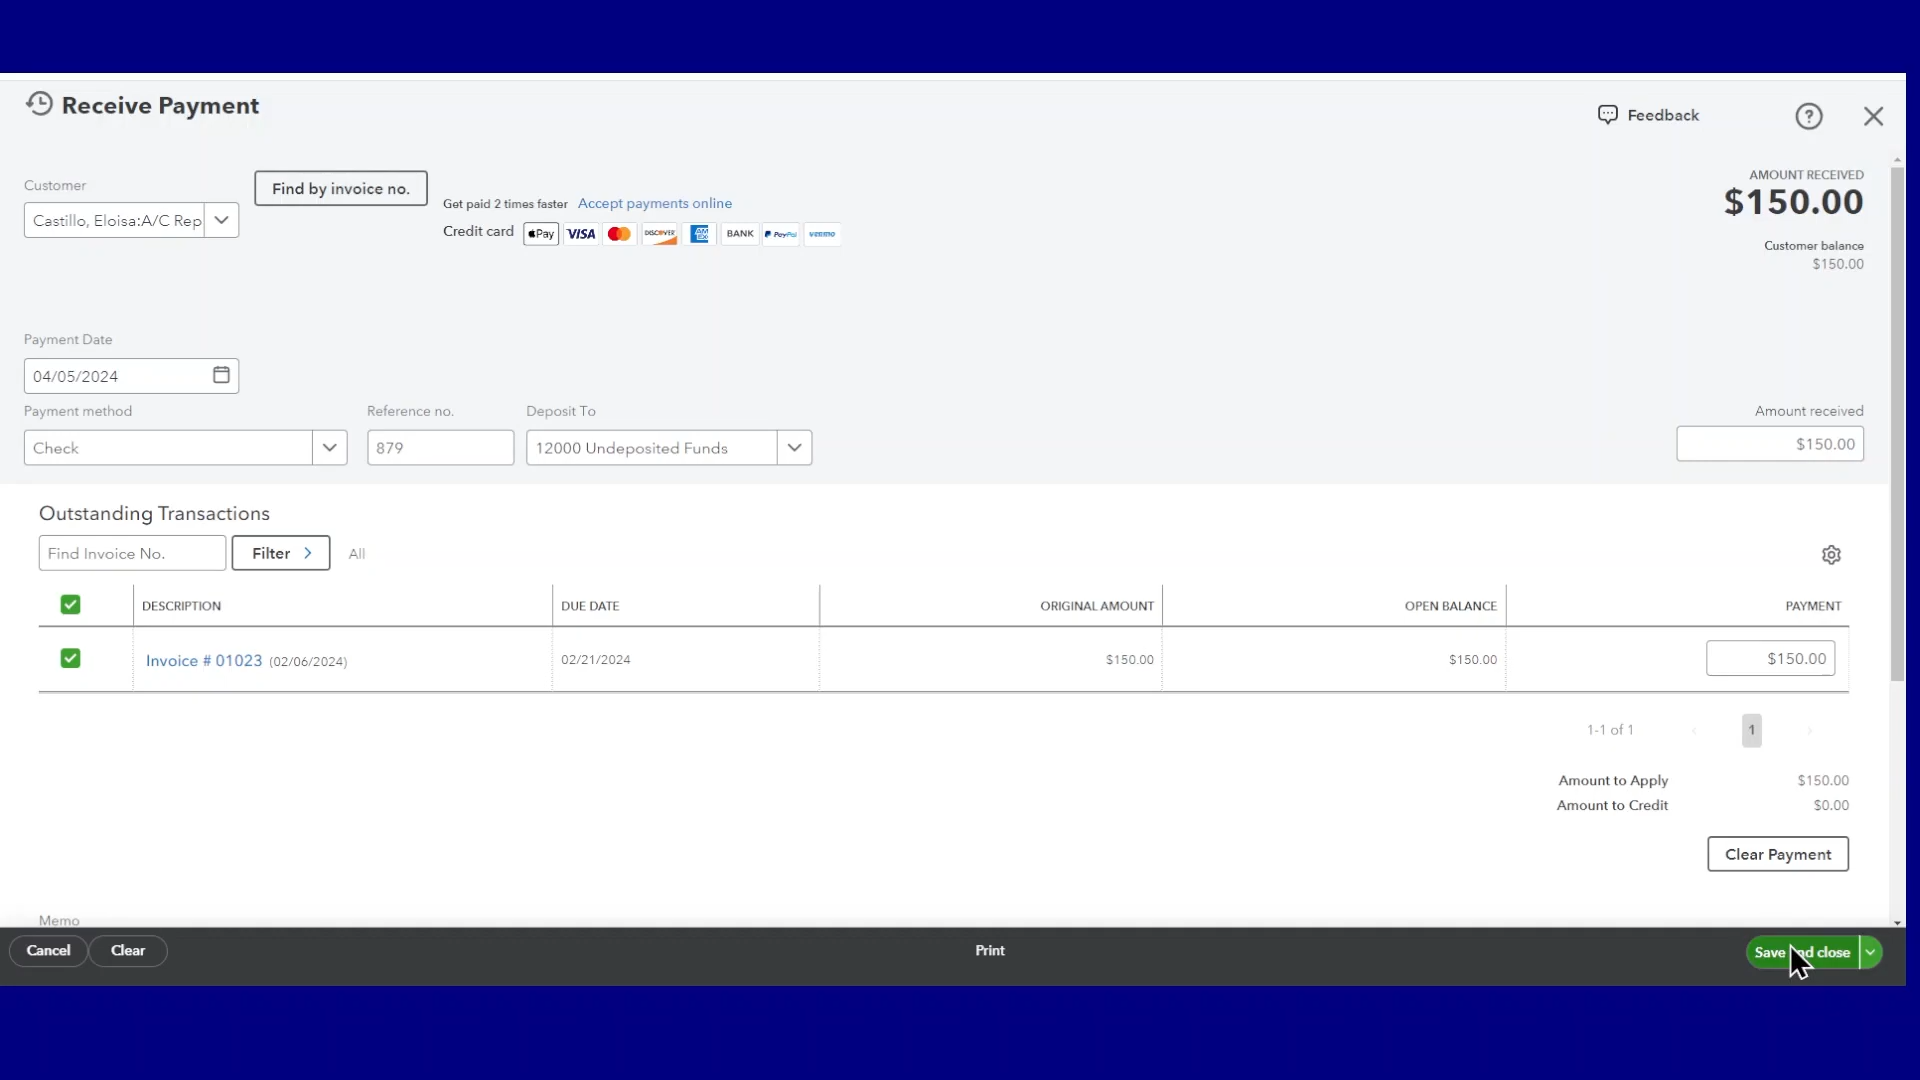 Receive Payment
Feedback
?
Customer
Find by invoice no.
Castillo, Eloisa:A/C Rep
Get paid 2 times faster Accept payments online
Credit card Pay VISA DISCOVER AM EX BANK PayPal venmo
AMOUNT RECEIVED
$150.00
Customer balance
$150.00
Payment Date
04/05/2024
Payment method Reference no. Deposit To Amount received
Check 879 12000 Undeposited Funds $150.00
Outstanding Transactions
Find Invoice No. Filter All
DESCRIPTION DUE DATE ORIGINAL AMOUNT OPEN BALANCE PAYMENT
Invoice # 01023 (02/06/2024) 02/21/2024 $150.00 $150.00 $150.00
1-1 of 1 1
Amount to Apply $150.00
Amount to Credit $0.00
Clear Payment
Memo
Cancel Clear Print Save and close